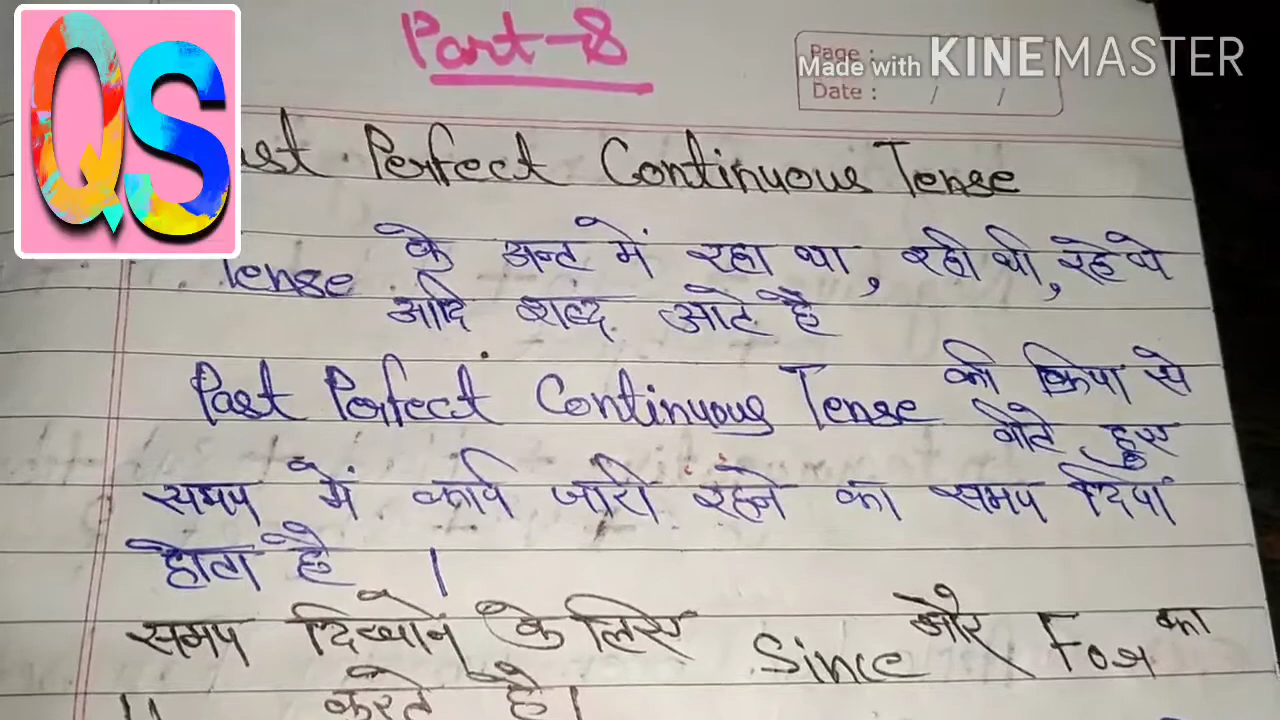 Part-8
QS
Page :
Made with KINEMASTER
Date : / /
Past Perfect Continuous Tense
Tense के अन्त में रहा था, रही थी, रहे थे
आदि शब्द आते है
Past Perfect Continuous Tense की क्रिया से
बीते हुए
समय में कार्य जारी रहने का समय दिया
होता है ।
समय दिखाने के लिए Since और For का
करते है।